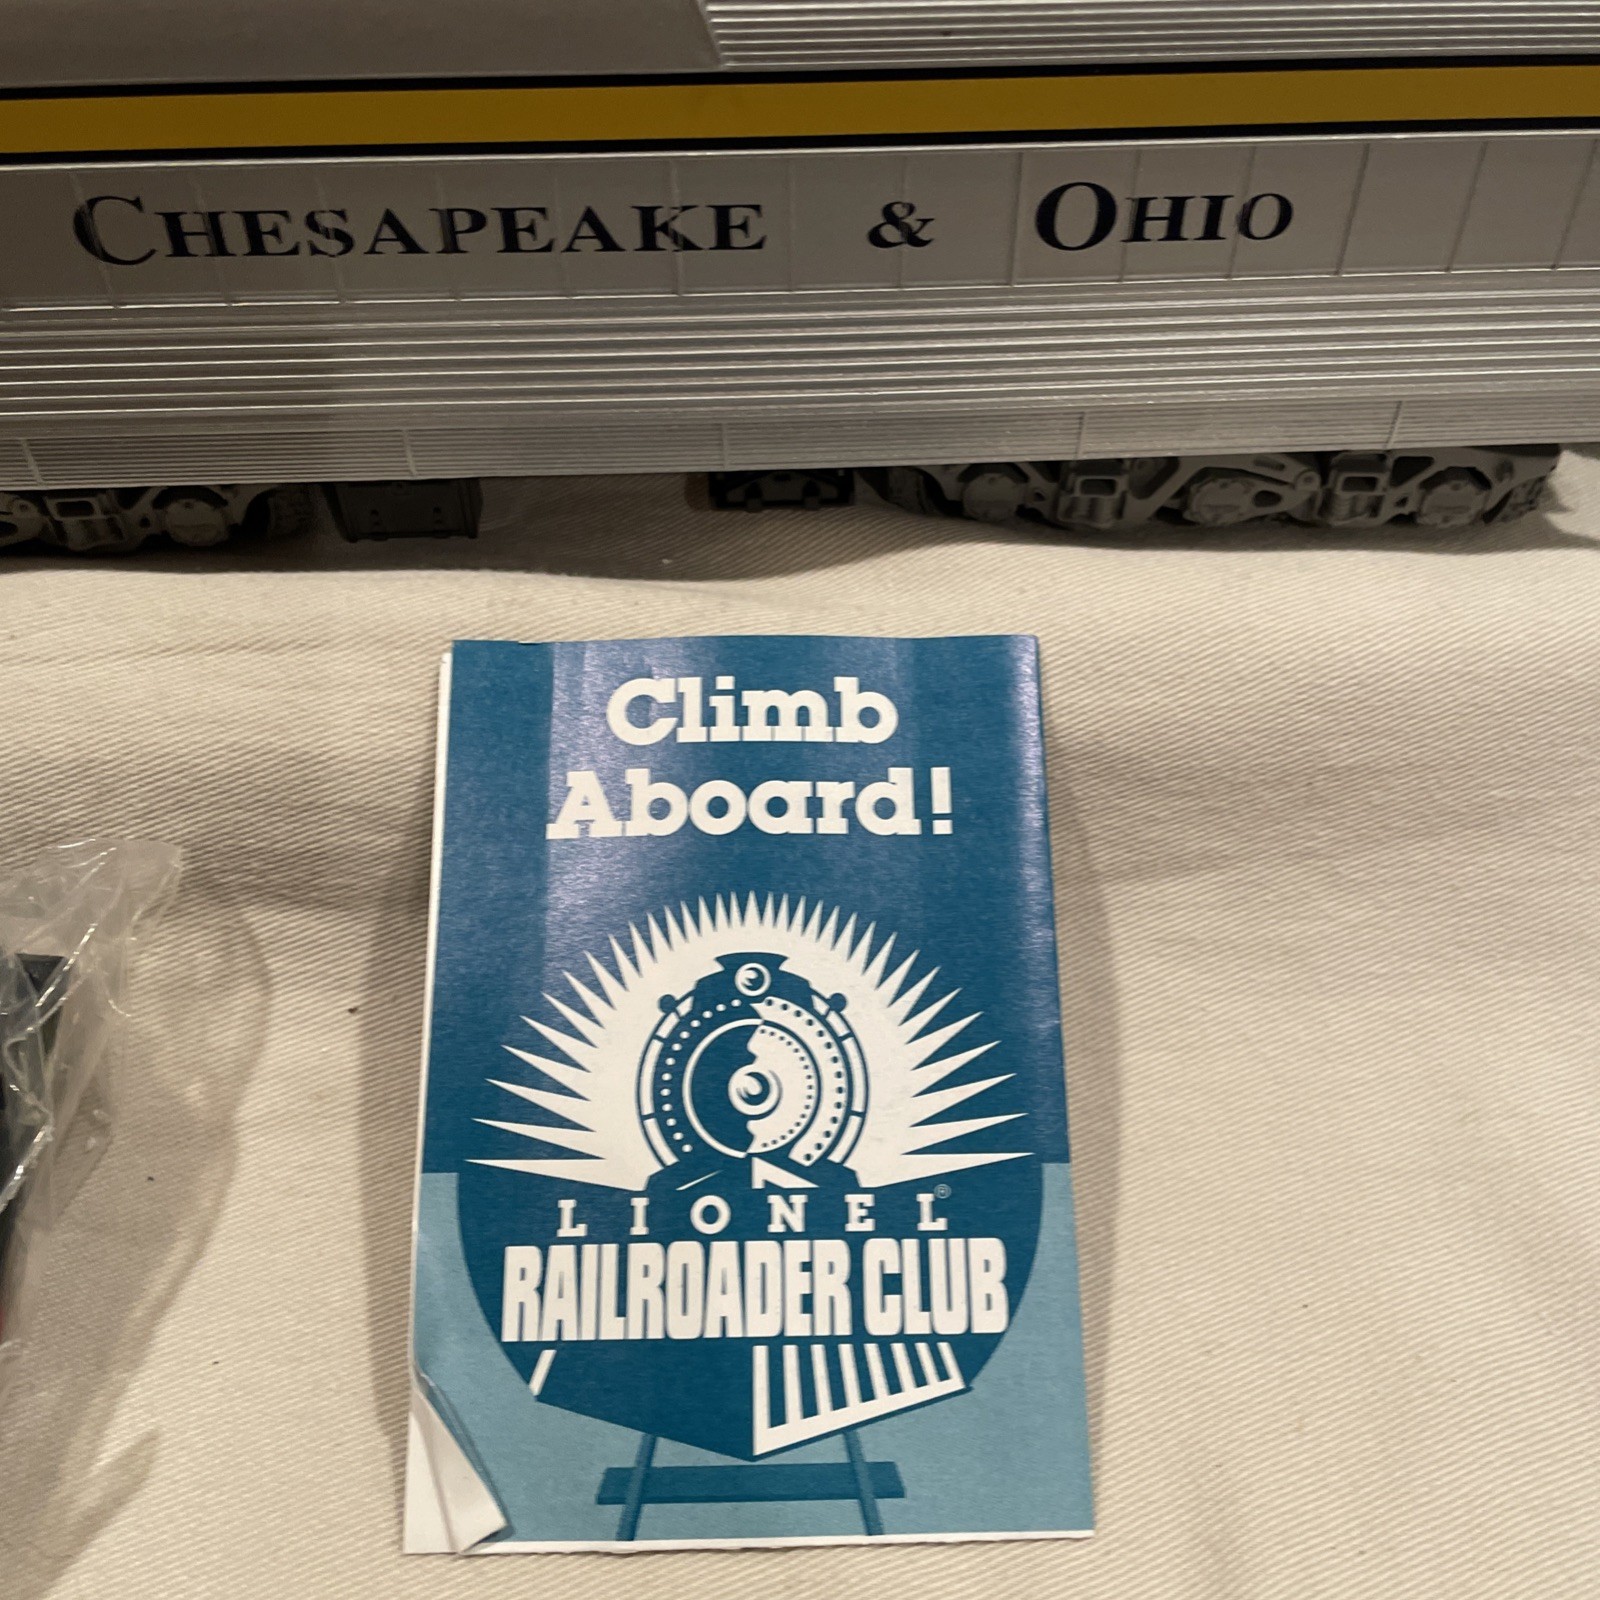 CHESAPEAKE & OHIO
Climb
Aboard!
LIONEL®
RAILROADER CLUB